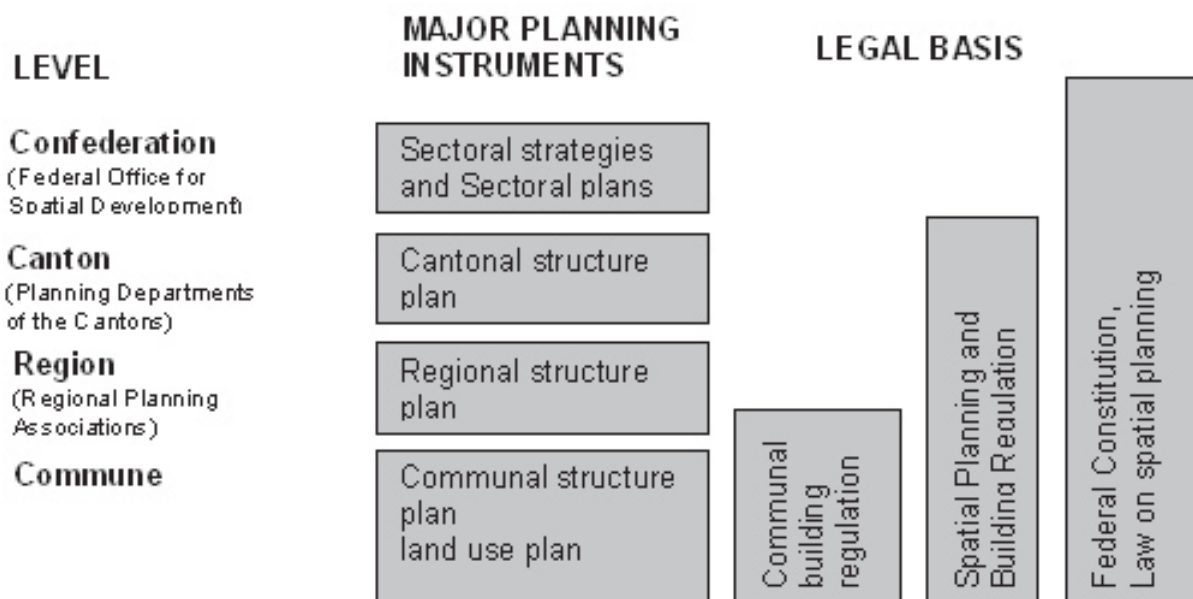 LEVEL
MAJOR PLANNING
INSTRUMENTS
LEGAL BASIS
Confederation
(Federal Office for
Spatial Development)
Sectoral strategies
and Sectoral plans
Canton
(Planning Departments
of the Cantons)
Cantonal structure
plan
Region
(Regional Planning
Associations)
Regional structure
plan
Commune
Communal structure
plan
land use plan
Communal
building
regulation
Spatial Planning and
Building Regulation
Federal Constitution,
Law on spatial planning